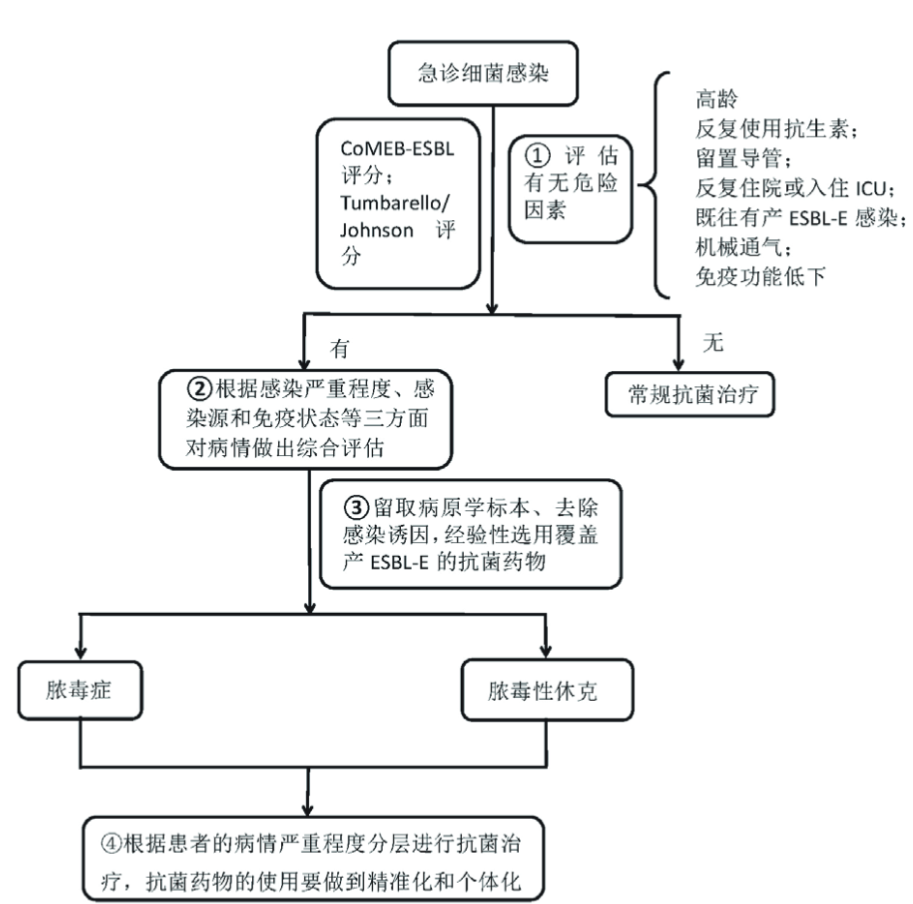 急诊细菌感染
CoMEB-ESBL
评分；
Tumbarello/
Johnson 评
分
① 评估
有无危险
因素
高龄
反复使用抗生素；
留置导管；
反复住院或入住 ICU；
既往有产 ESBL-E 感染；
机械通气；
免疫功能低下
有
无
②根据感染严重程度、感
染源和免疫状态等三方面
对病情做出综合评估
常规抗菌治疗
③留取病原学标本、去除
感染诱因，经验性选用覆盖
产 ESBL-E 的抗菌药物
脓毒症
脓毒性休克
④根据患者的病情严重程度分层进行抗菌治
疗，抗菌药物的使用要做到精准化和个体化